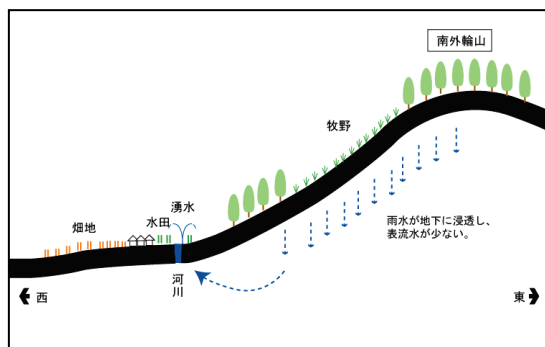 南外輪山
牧野
湧水
水田
畑地
雨水が地下に浸透し、
表流水が少ない。
河川
西
東